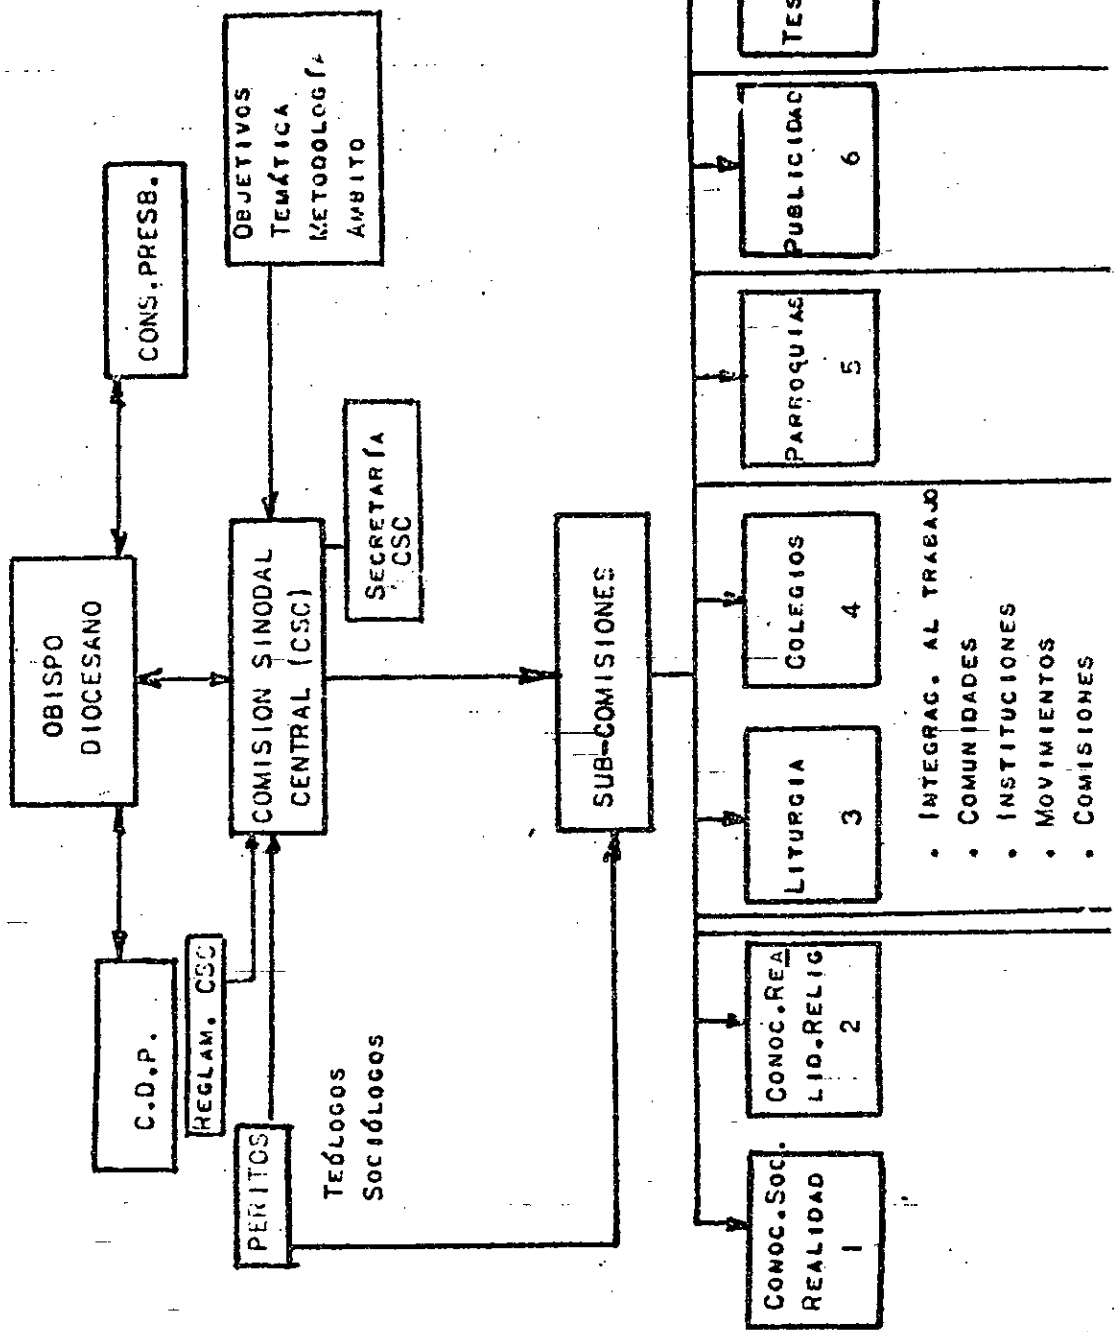 OBISPO
DIOCESANO
C.D.P.
CONS.PRESB.
REGLAM. CSC
PERITOS
TEÓLOGOS
SOCIÓLOGOS
COMISION SINODAL
CENTRAL (CSC)
OBJETIVOS
TEMÁTICA
METODOLOGÍA
AMBITO
SECRETARÍA
CSC
SUB-COMISIONES
CONOC.SOC.
REALIDAD
1
CONOC.REA
LID.RELIG
2
LITURGIA
3
COLEGIOS
4
PARROQUIAS
5
PUBLICIDAD
6
TES
• INTEGRAC. AL TRABAJO
• COMUNIDADES
• INSTITUCIONES
• MOVIMIENTOS
• COMISIONES